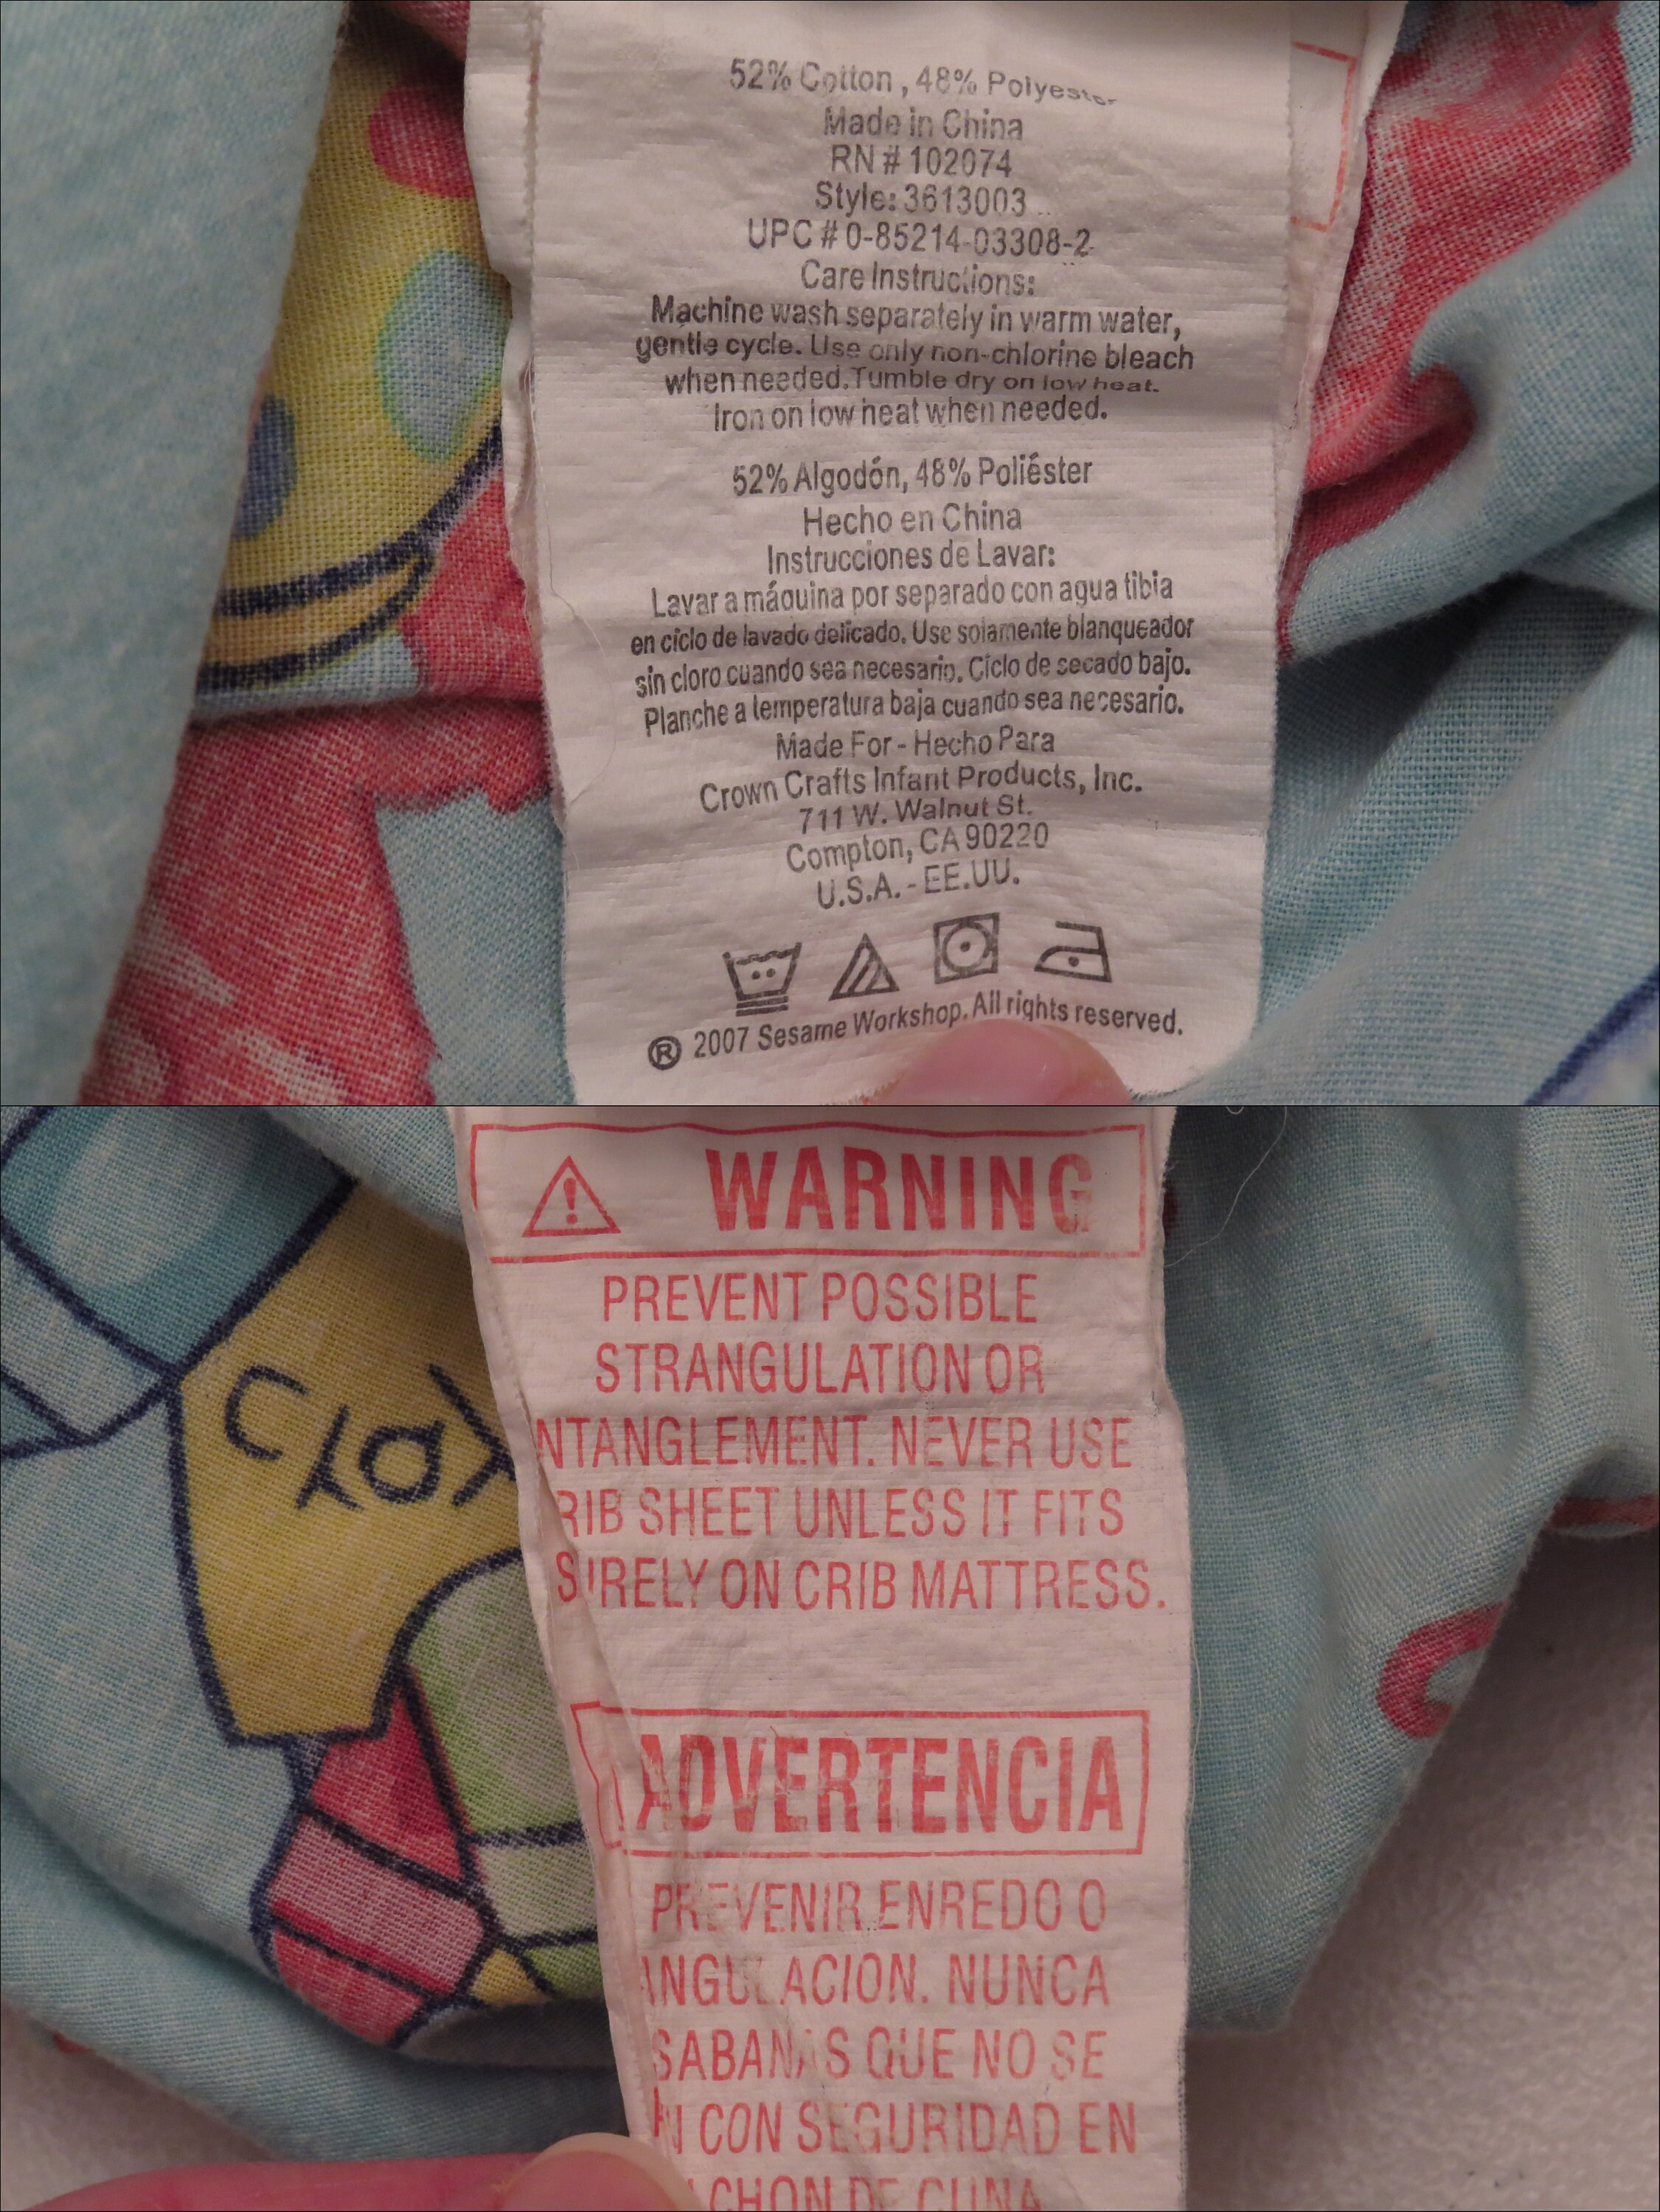 52% Cotton, 48% Polyester
Made in China
RN # 102074
Style: 3613003
UPC # 0-85214-03308-2
Care Instructions:
Machine wash separately in warm water,
gentle cycle. Use only non-chlorine bleach
when needed. Tumble dry on low heat.
Iron on low heat when needed.
52% Algodón, 48% Poliéster
Hecho en China
Instrucciones de Lavar:
Lavar a máquina por separado con agua tibia
en ciclo de lavado delicado. Use solamente blanqueador
sin cloro cuando sea necesario. Ciclo de secado bajo.
Planche a temperatura baja cuando sea necesario.
Made For - Hecho Para
Crown Crafts Infant Products, Inc.
711 W. Walnut St.
Compton, CA 90220
U.S.A. - EE.UU.
® 2007 Sesame Workshop. All rights reserved.
WARNING
PREVENT POSSIBLE
STRANGULATION OR
NTANGLEMENT. NEVER USE
RIB SHEET UNLESS IT FITS
SURELY ON CRIB MATTRESS.
ADVERTENCIA
PREVENIR ENREDO O
NGULACION. NUNCA
SABANAS QUE NO SE
N CON SEGURIDAD EN
CHON DE CUNA